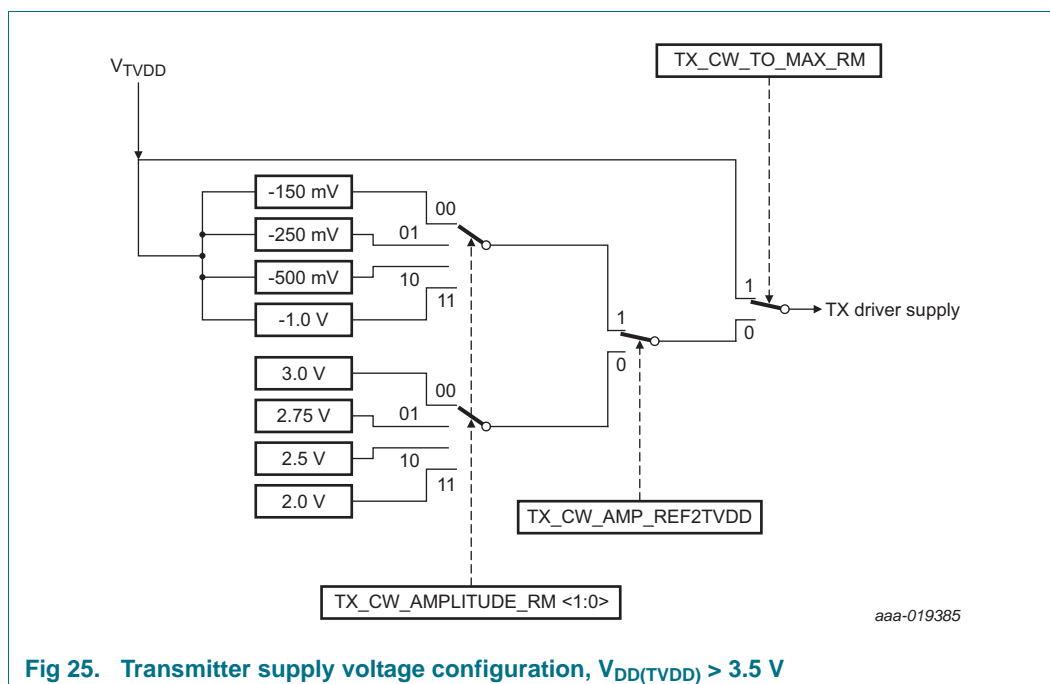 V_TVDD
TX_CW_TO_MAX_RM
-150 mV
-250 mV
-500 mV
-1.0 V
00
01
10
11
3.0 V
2.75 V
2.5 V
2.0 V
00
01
10
11
1
0
1
0
TX driver supply
TX_CW_AMP_REF2TVDD
TX_CW_AMPLITUDE_RM <1:0>
aaa-019385
Fig 25. Transmitter supply voltage configuration, V_DD(TVDD) > 3.5 V